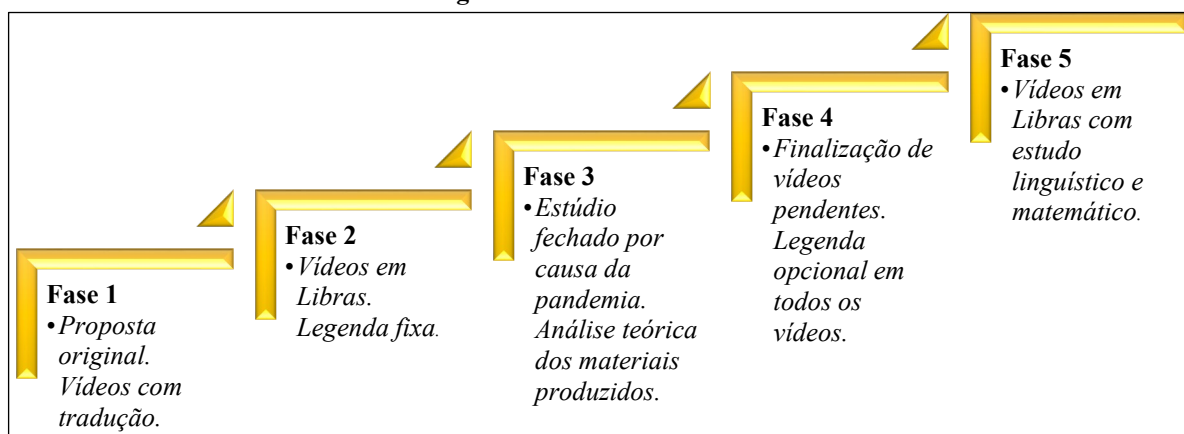 Fase 1
•Proposta
original.
Vídeos com
tradução.
Fase 2
•Vídeos em
Libras.
Legenda fixa.
Fase 3
•Estúdio
fechado por
causa da
pandemia.
Análise teórica
dos materiais
produzidos.
Fase 4
•Finalização de
vídeos
pendentes.
Legenda
opcional em
todos os
vídeos.
Fase 5
•Vídeos em
Libras com
estudo
linguístico e
matemático.